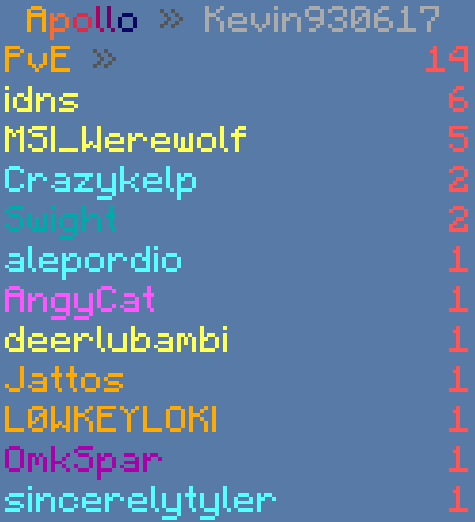 Apollo » Kevin930617
PvE » 14
idns 6
MSI_Werewolf 5
Crazykelp 2
Swight 2
alepordio 1
AngyCat 1
deerlubambi 1
Jattos 1
L0WKEYLOKI 1
OmkSpar 1
sincerelytyler 1